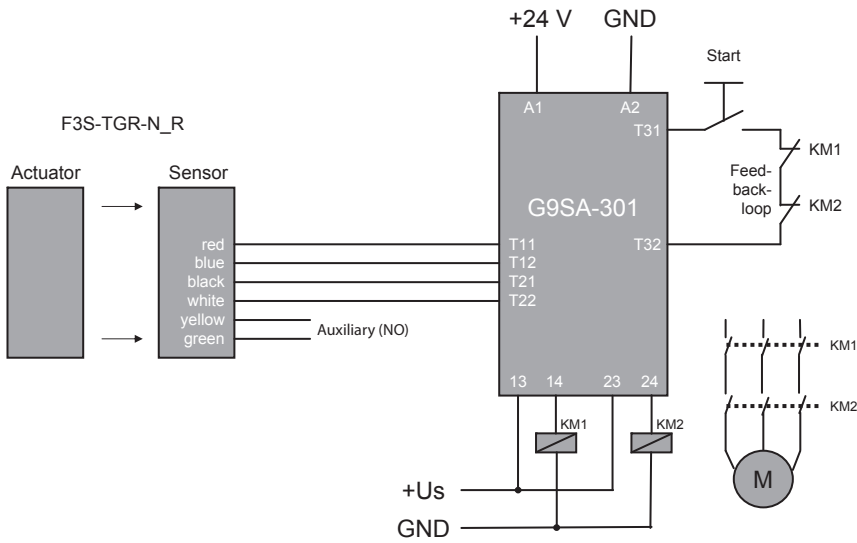 +24 V GND
Start
F3S-TGR-N_R
A1 A2
T31
Actuator Sensor
KM1
Feed-
back-
loop
KM2
G9SA-301
red T11 T32
blue T12
black T21
white T22
yellow
green
Auxiliary (NO)
KM1
13 14 23 24
KM2
KM1 KM2
M
+Us
GND